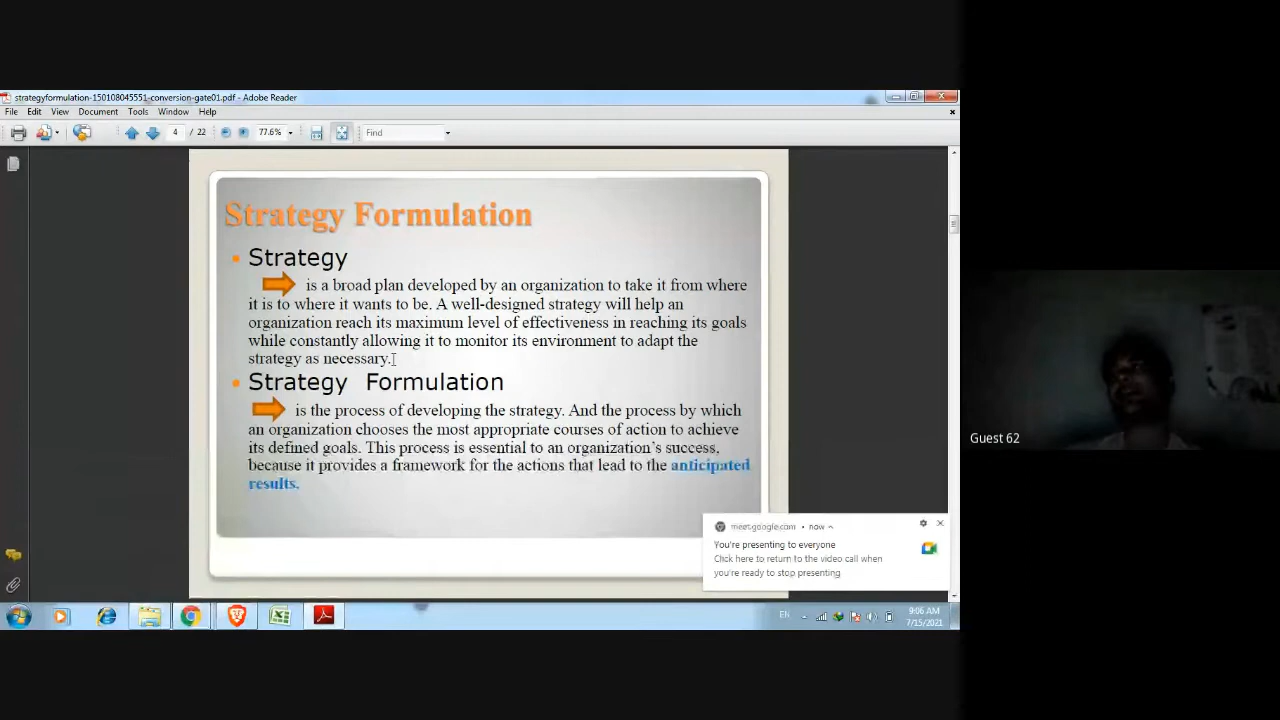 strategyformulation-150108045551-conversion-gate01.pdf - Adobe Reader
File Edit View Document Tools Window Help
4 / 22 77.6% Find
Strategy Formulation
Strategy
is a broad plan developed by an organization to take it from where
it is to where it wants to be. A well-designed strategy will help an
organization reach its maximum level of effectiveness in reaching its goals
while constantly allowing it to monitor its environment to adapt the
strategy as necessary.
Strategy Formulation
is the process of developing the strategy. And the process by which
an organization chooses the most appropriate courses of action to achieve
its defined goals. This process is essential to an organization's success,
because it provides a framework for the actions that lead to the anticipated
results.
Guest 62
meet.google.com • now
You're presenting to everyone
Click here to return to the video call when
you're ready to stop presenting
EN
9:06 AM
7/15/2021